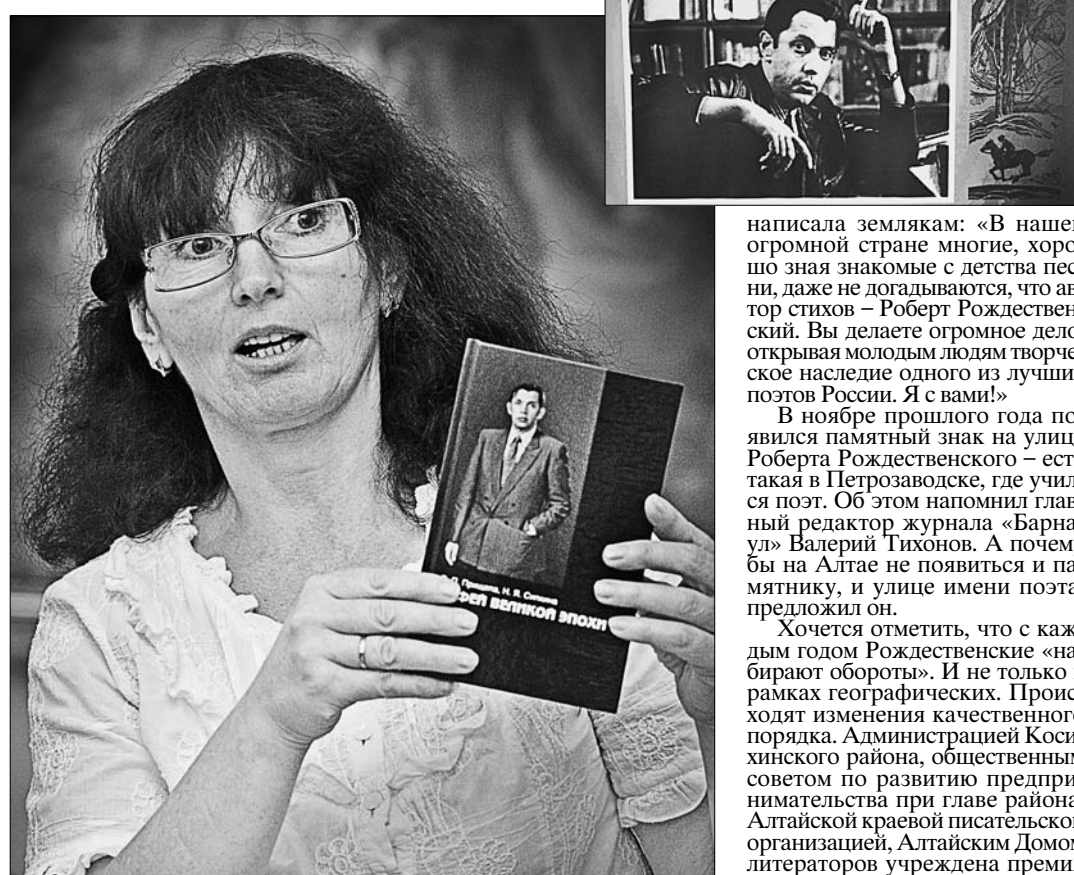 П. Прищепа, Н. Я. Сипкина
ФЕЙ ВЕЛИКОЙ ЭПОХИ
написала землякам: «В нашей
огромной стране многие, хоро
шо зная знакомые с детства пес
ни, даже не догадываются, что ав
тор стихов – Роберт Рождествен
ский. Вы делаете огромное дело
открывая молодым людям творче
ское наследие одного из лучши
поэтов России. Я с вами!»
В ноябре прошлого года по
явился памятный знак на улиц
Роберта Рождественского – ест
такая в Петрозаводске, где учил
ся поэт. Об этом напомнил глав
ный редактор журнала «Барна
ул» Валерий Тихонов. А почем
бы на Алтае не появиться и па
мятнику, и улице имени поэта
предложил он.
Хочется отметить, что с каж
дым годом Рождественские «на
бирают обороты». И не только
рамках географических. Проис
ходят изменения качественного
порядка. Администрацией Коси
хинского района, общественным
советом по развитию предпри
нимательства при главе района
Алтайской краевой писательской
организацией, Алтайским Домом
литераторов учреждена преми